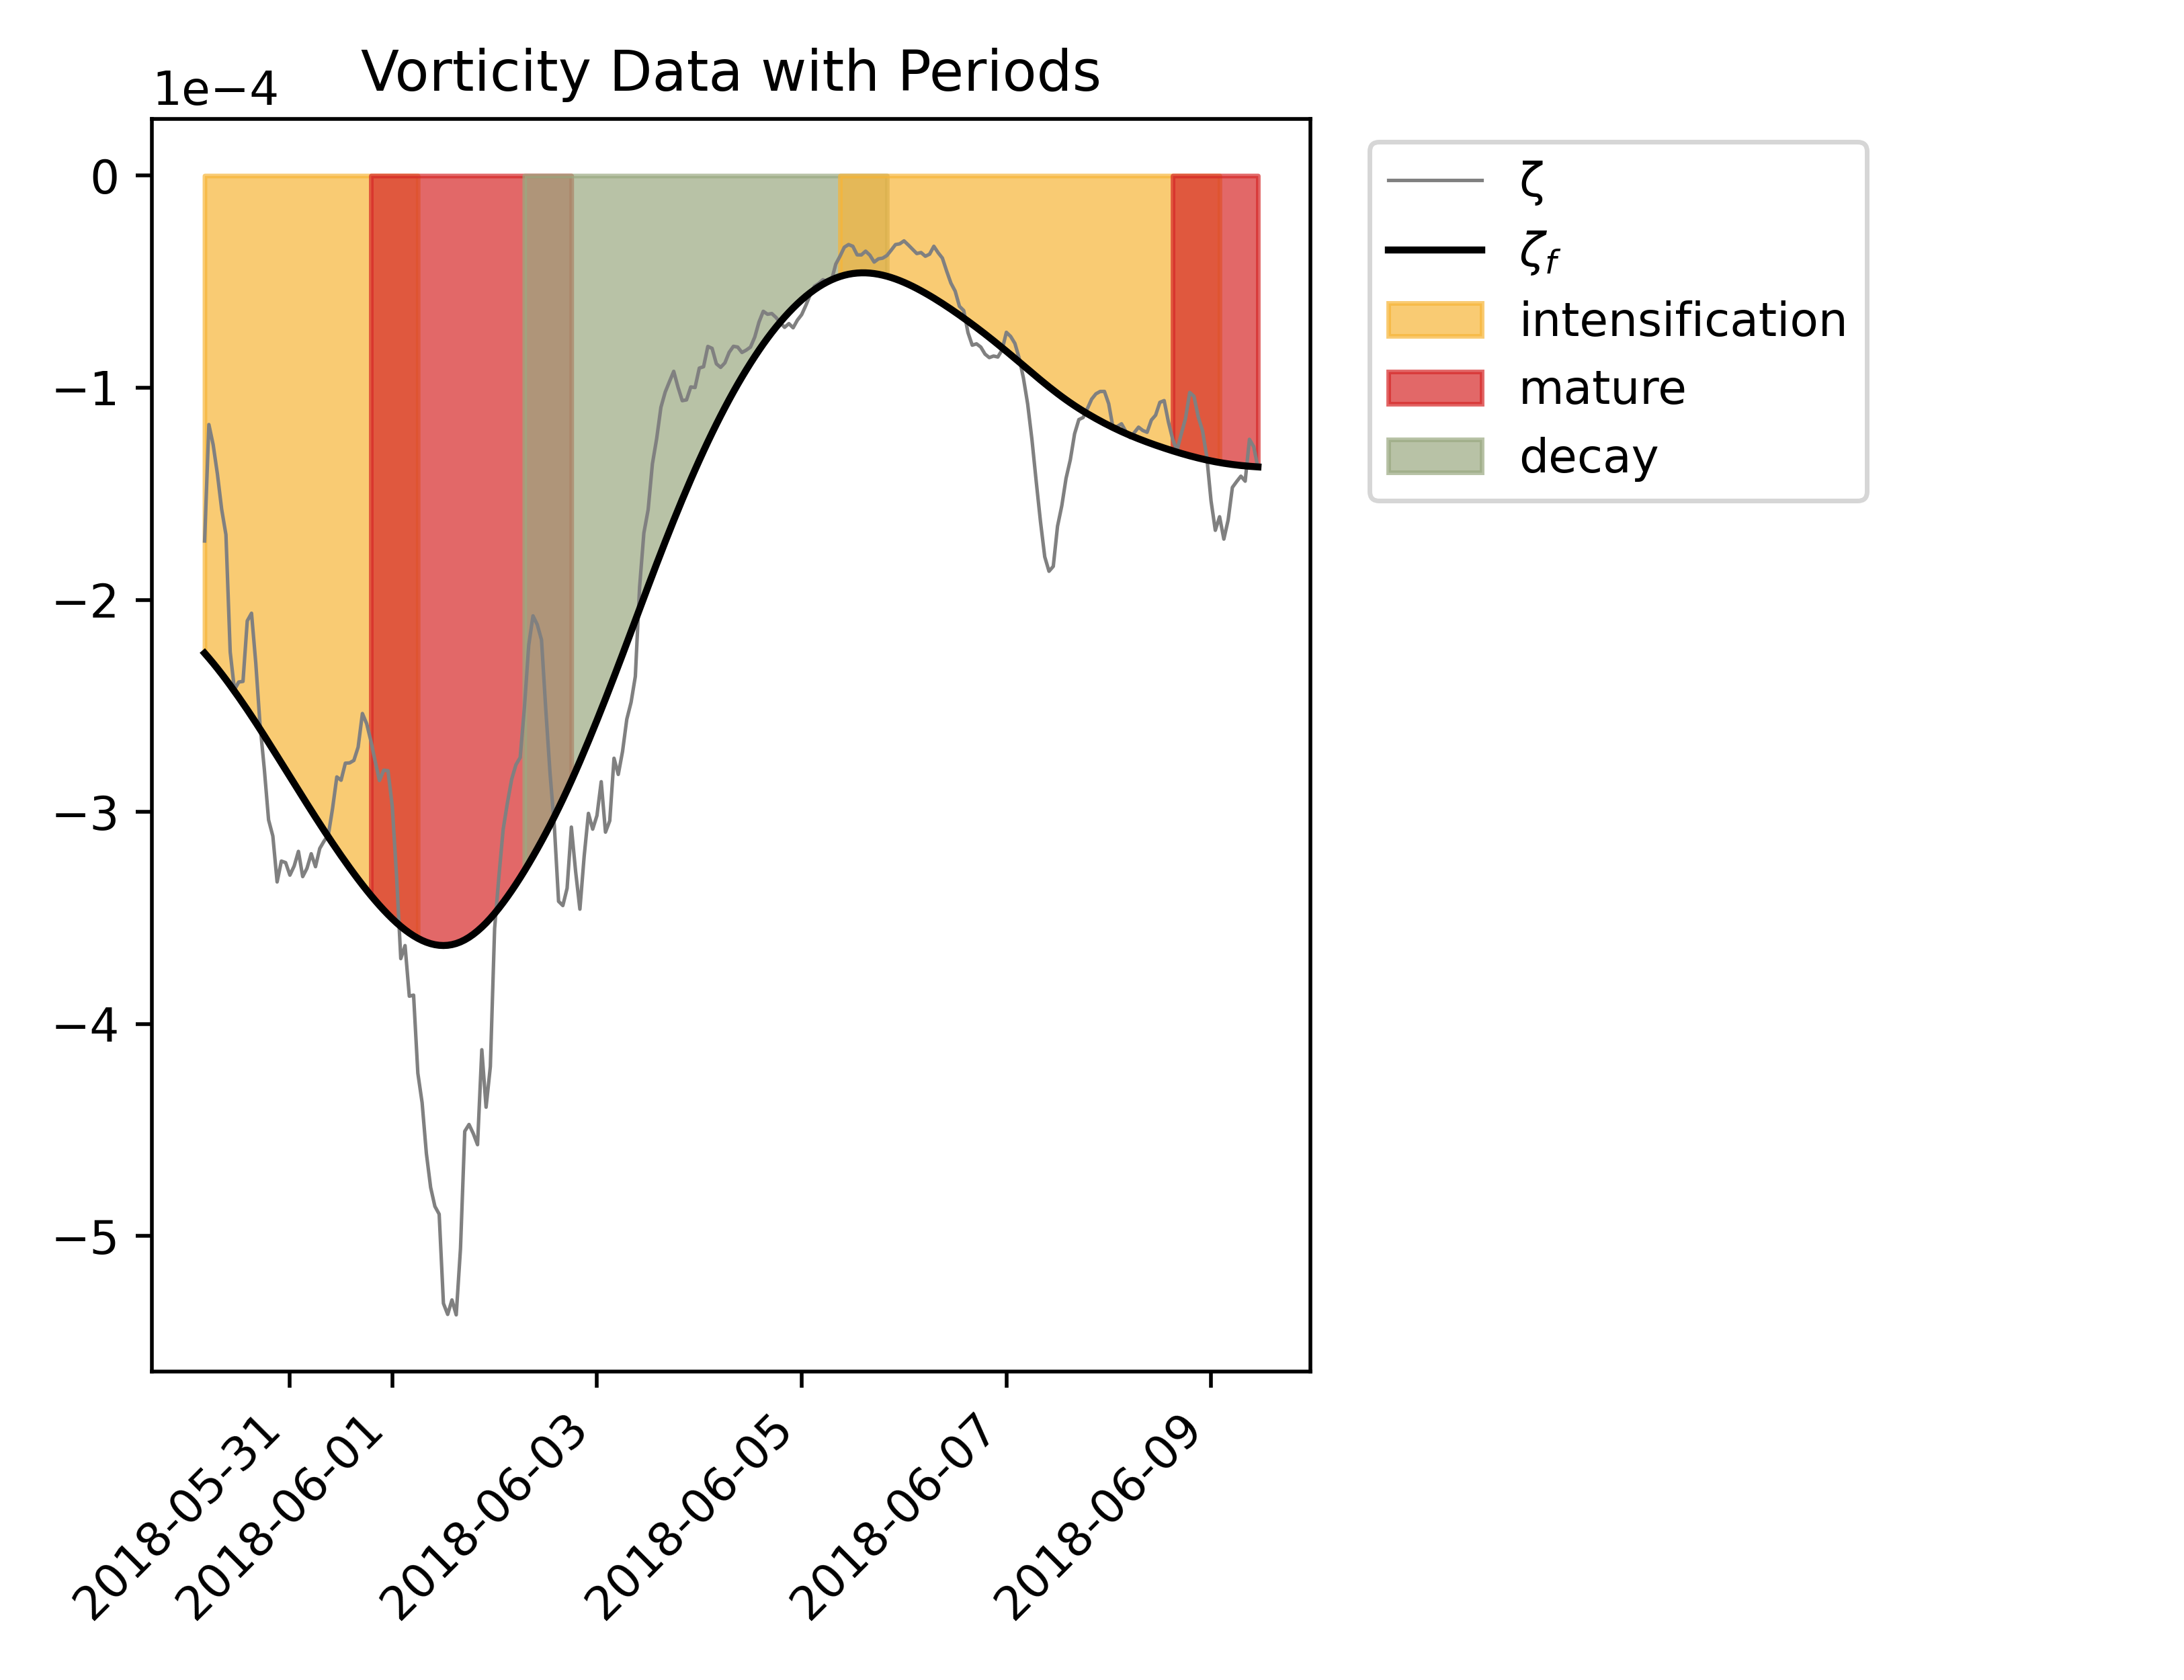 Vorticity Data with Periods
1e−4
0
−1
−2
−3
−4
−5
2018-05-31
2018-06-01
2018-06-03
2018-06-05
2018-06-07
2018-06-09
ζ
ζf
intensification
mature
decay